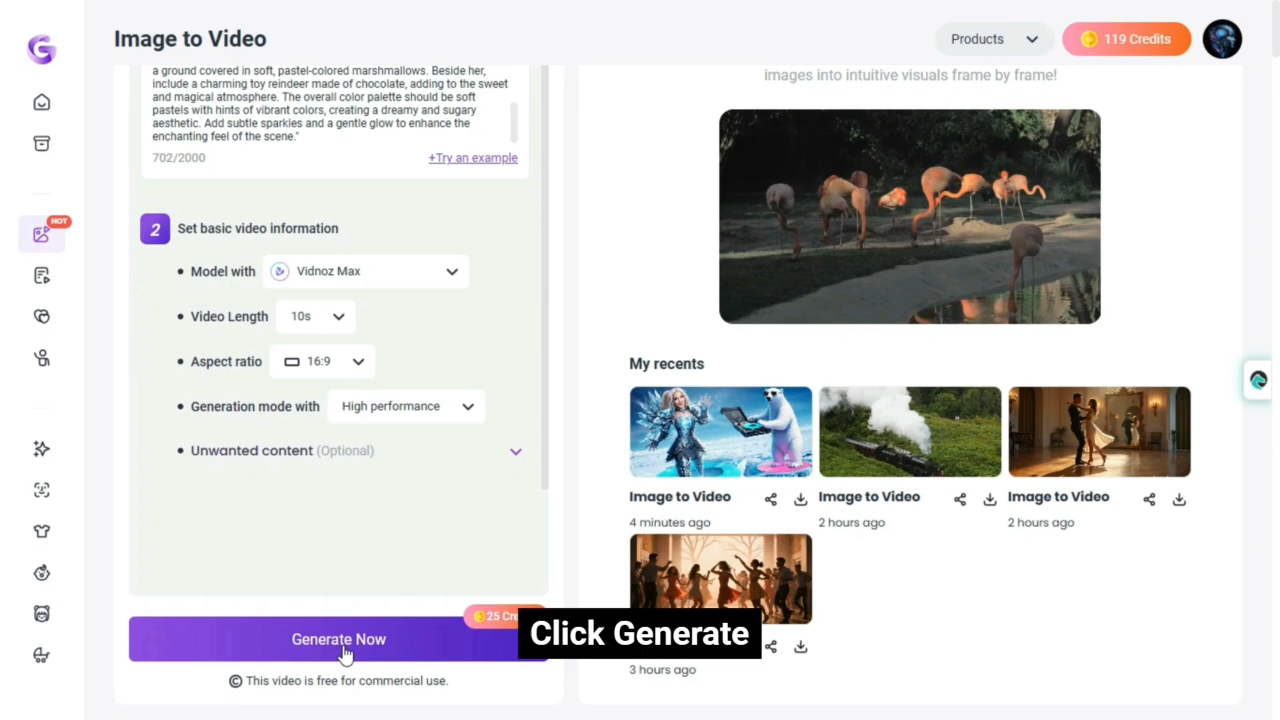 Image to Video
Products
119 Credits
a ground covered in soft, pastel-colored marshmallows. Beside her,
include a charming toy reindeer made of chocolate, adding to the sweet
and magical atmosphere. The overall color palette should be soft
pastels with hints of vibrant colors, creating a dreamy and sugary
aesthetic. Add subtle sparkles and a gentle glow to enhance the
enchanting feel of the scene."
702/2000
+Try an example
HOT
2
Set basic video information
• Model with
Vidnoz Max
• Video Length
10s
• Aspect ratio
16:9
• Generation mode with
High performance
• Unwanted content (Optional)
25 Cre
Generate Now
© This video is free for commercial use.
images into intuitive visuals frame by frame!
My recents
Image to Video
4 minutes ago
Image to Video
2 hours ago
Image to Video
2 hours ago
Click Generate
3 hours ago